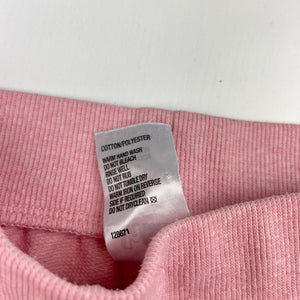 COTTON/POLYESTER
WARM HAND WASH
DO NOT BLEACH
RINSE WELL
DO NOT RUB
DO NOT TUMBLE DRY
WARM IRON ON REVERSE
SIDE IF REQUIRED
DO NOT DRYCLEAN
128671